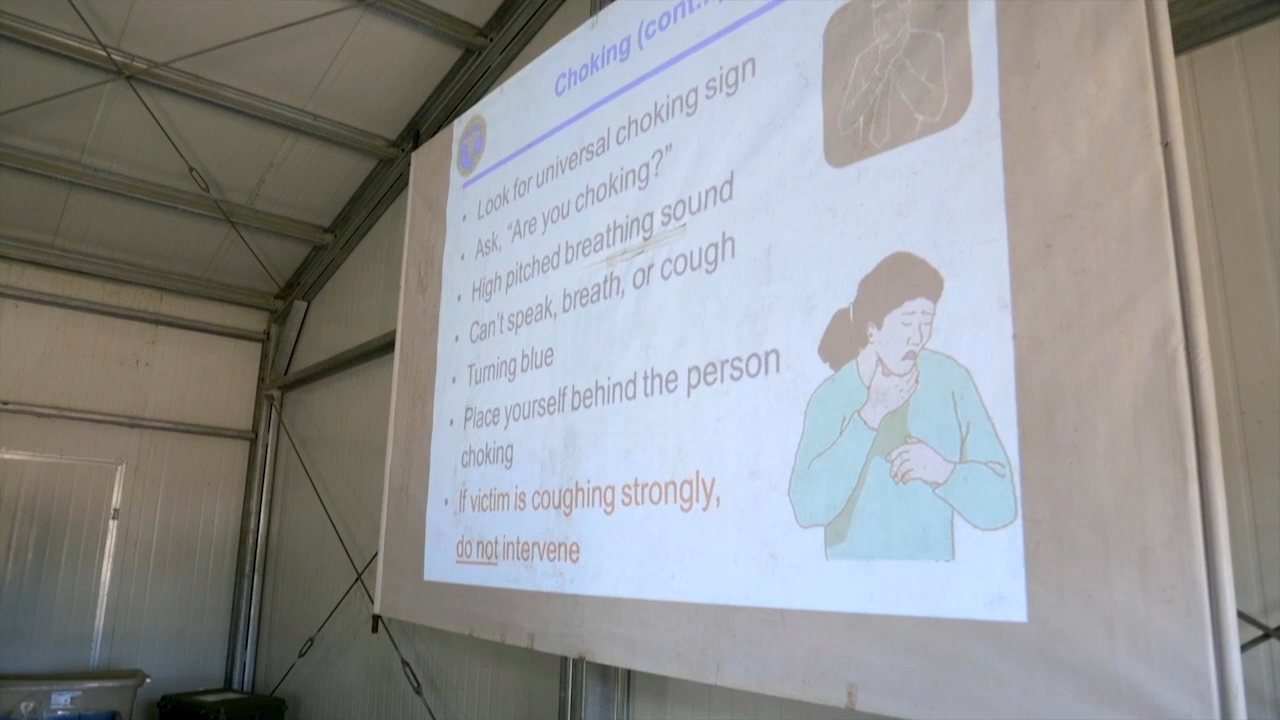 Choking (cont.)
• Look for universal choking sign
• Ask, “Are you choking?”
• High pitched breathing sound
• Can't speak, breath, or cough
• Turning blue
• Place yourself behind the person
choking
• If victim is coughing strongly,
do not intervene